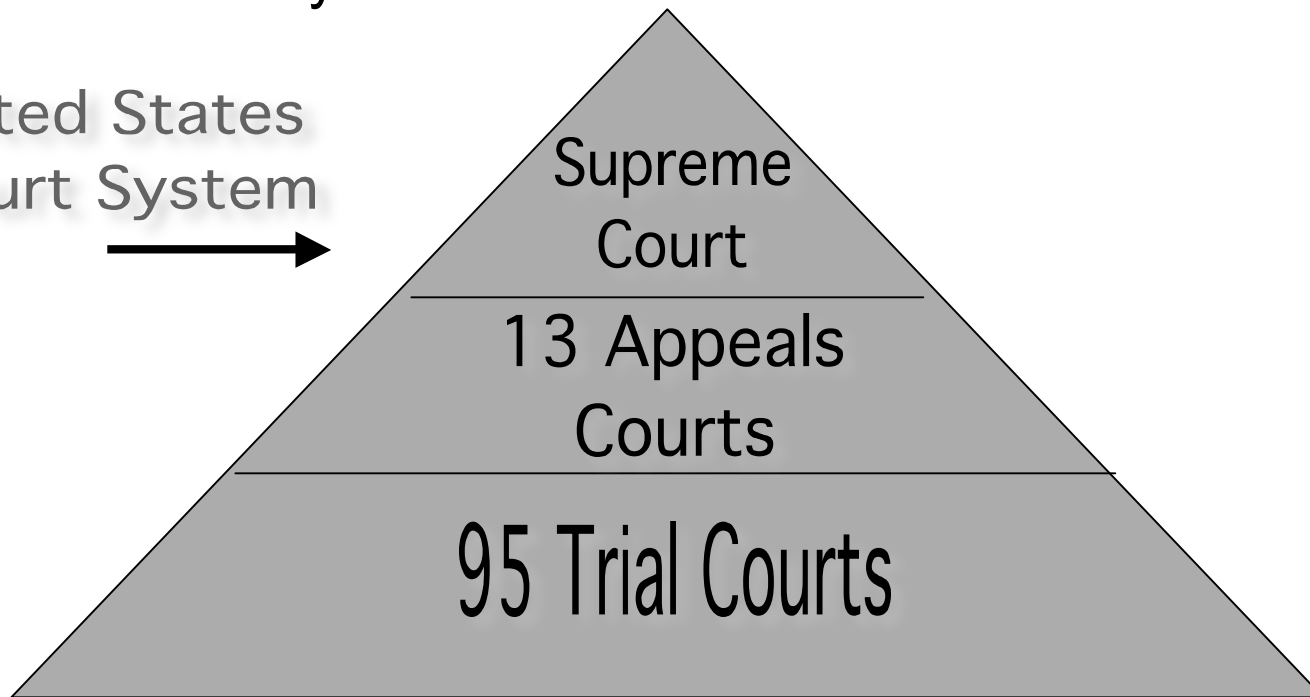 ted States
urt System
Supreme
Court
13 Appeals
Courts
95 Trial Courts